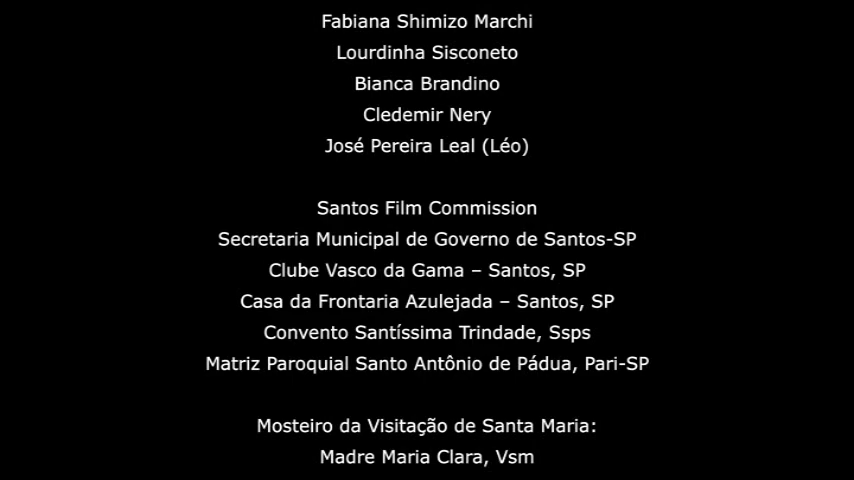 Fabiana Shimizo Marchi
Lourdinha Sisconeto
Bianca Brandino
Cledemir Nery
José Pereira Leal (Léo)
Santos Film Commission
Secretaria Municipal de Governo de Santos-SP
Clube Vasco da Gama – Santos, SP
Casa da Frontaria Azulejada – Santos, SP
Convento Santíssima Trindade, Ssps
Matriz Paroquial Santo Antônio de Pádua, Pari-SP
Mosteiro da Visitação de Santa Maria:
Madre Maria Clara, Vsm